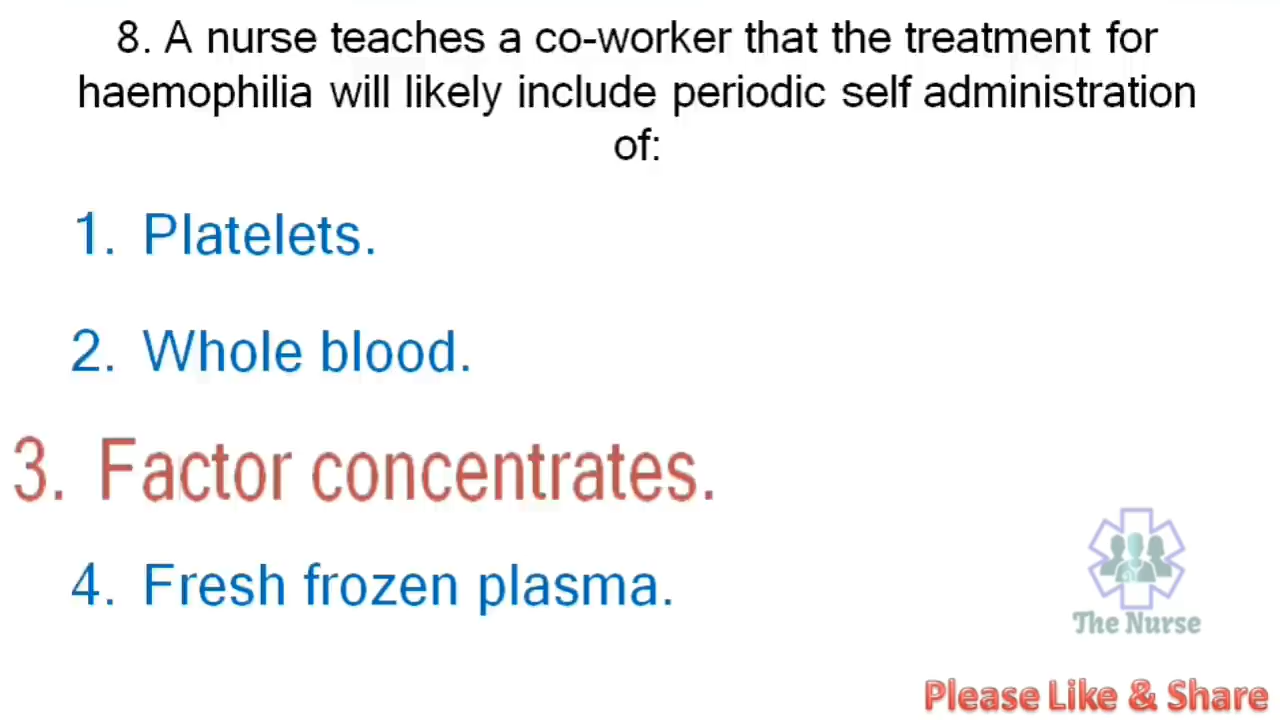 8. A nurse teaches a co-worker that the treatment for
haemophilia will likely include periodic self administration
of:
1. Platelets.
2. Whole blood.
3. Factor concentrates.
4. Fresh frozen plasma.
The Nurse
Please Like & Share